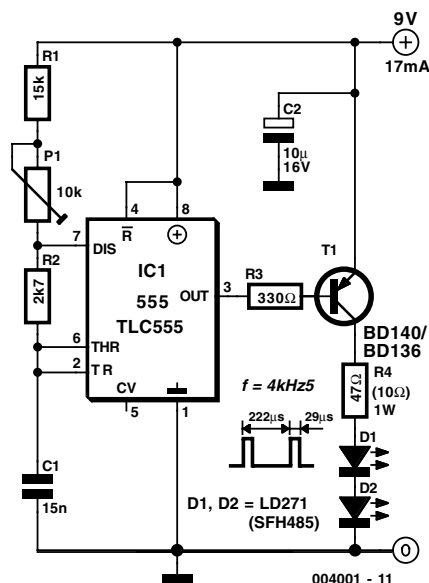 9V
17mA
R1
15k
P1
10k
C2
10µ
16V
4
8
R
7
DIS
IC1
555
TLC555
OUT
3
R3
330Ω
T1
BD140/
BD136
R2
2k7
6
THR
2
TR
CV
5
1
R4
47Ω
(10Ω)
1W
f = 4kHz5
222µs
29µs
D1
D2
C1
15n
D1, D2 = LD271
(SFH485)
0
004001 - 11